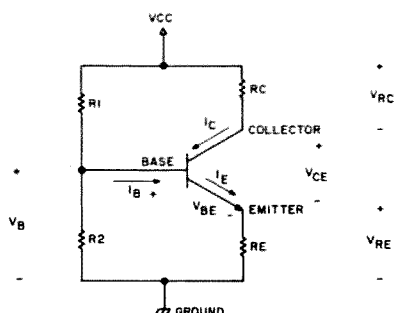 VCC
R1
RC
+
VRC
-
IC
COLLECTOR
BASE
+
IB
+
IE
+
VCE
-
VB
VBE
-
EMITTER
+
R2
RE
VRE
-
-
GROUND